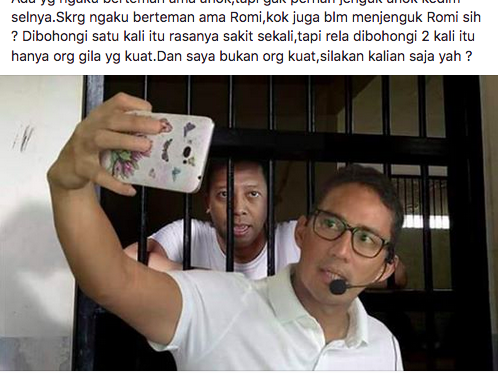 Ada yg ngaku berteman ama ahok,tapi gak pernah jenguk ahok kedlm
selnya.Skrg ngaku berteman ama Romi,kok juga blm menjenguk Romi sih
? Dibohongi satu kali itu rasanya sakit sekali,tapi rela dibohongi 2 kali itu
hanya org gila yg kuat.Dan saya bukan org kuat,silakan kalian saja yah ?